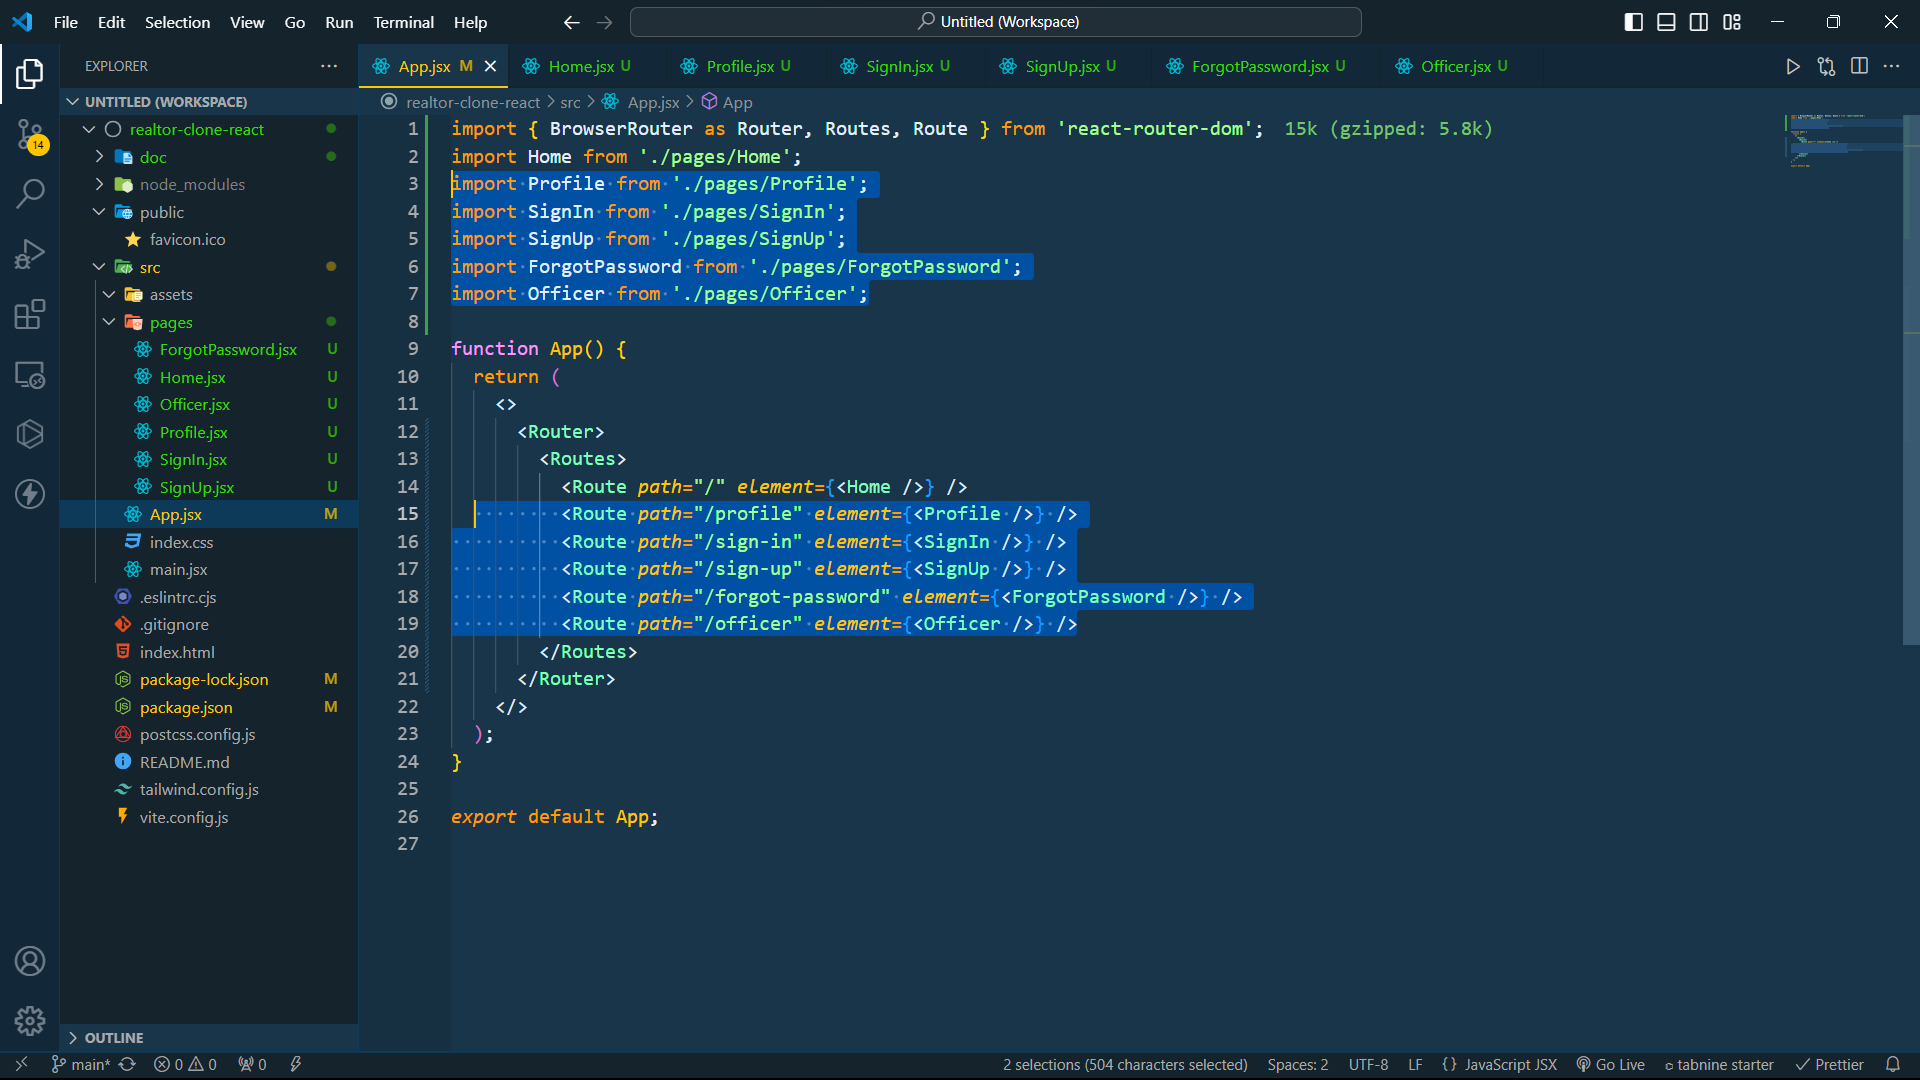 File Edit Selection View Go Run Terminal Help
Untitled (Workspace)
EXPLORER
App.jsx M
Home.jsx U
Profile.jsx U
SignIn.jsx U
SignUp.jsx U
ForgotPassword.jsx U
Officer.jsx U
14
UNTITLED (WORKSPACE)
realtor-clone-react
doc
node_modules
public
favicon.ico
src
assets
pages
ForgotPassword.jsx U
Home.jsx U
Officer.jsx U
Profile.jsx U
SignIn.jsx U
SignUp.jsx U
App.jsx M
index.css
main.jsx
.eslintrc.cjs
.gitignore
index.html
package-lock.json M
package.json M
postcss.config.js
README.md
tailwind.config.js
vite.config.js
OUTLINE
realtor-clone-react > src > App.jsx > App
1 import { BrowserRouter as Router, Routes, Route } from 'react-router-dom'; 15k (gzipped: 5.8k)
2 import Home from './pages/Home';
3 import Profile from './pages/Profile';
4 import SignIn from './pages/SignIn';
5 import SignUp from './pages/SignUp';
6 import ForgotPassword from './pages/ForgotPassword';
7 import Officer from './pages/Officer';
8
9 function App() {
10 return (
11 <>
12 <Router>
13 <Routes>
14 <Route path="/" element={<Home />} />
15 <Route path="/profile" element={<Profile />} />
16 <Route path="/sign-in" element={<SignIn />} />
17 <Route path="/sign-up" element={<SignUp />} />
18 <Route path="/forgot-password" element={<ForgotPassword />} />
19 <Route path="/officer" element={<Officer />} />
20 </Routes>
21 </Router>
22 </>
23 );
24 }
25
26 export default App;
27
main* 0 0 0
2 selections (504 characters selected) Spaces: 2 UTF-8 LF {} JavaScript JSX Go Live tabnine starter Prettier